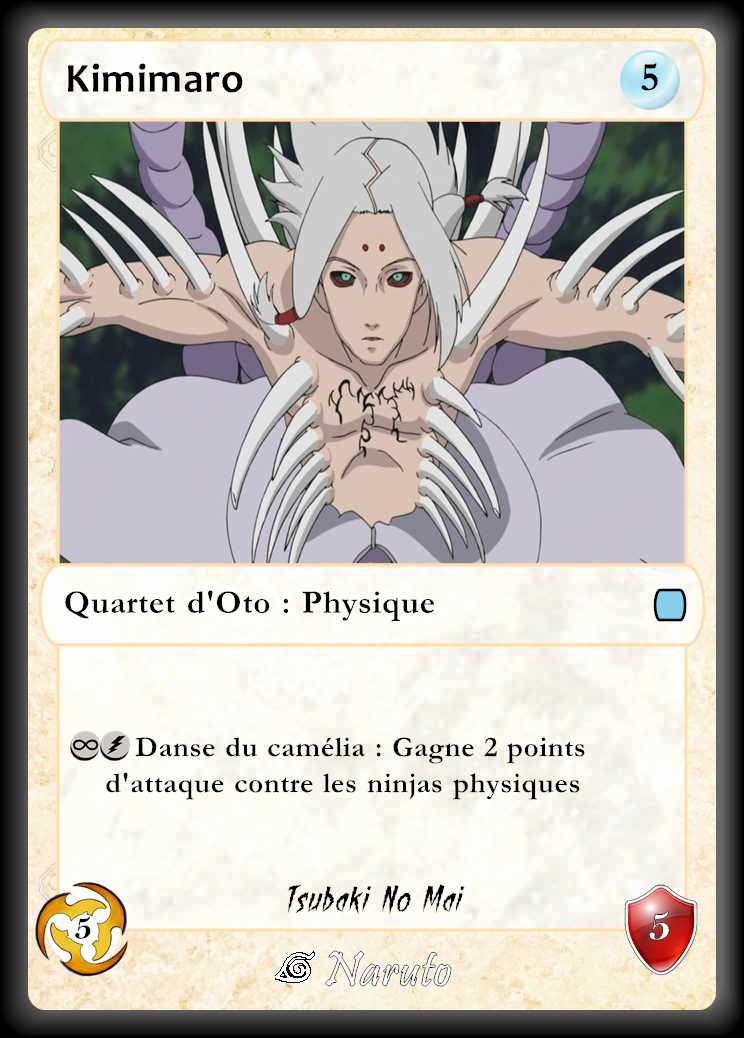 Kimimaro
5
Quartet d'Oto : Physique
Danse du camélia : Gagne 2 points
d'attaque contre les ninjas physiques
Tsubaki No Mai
5
5
Naruto